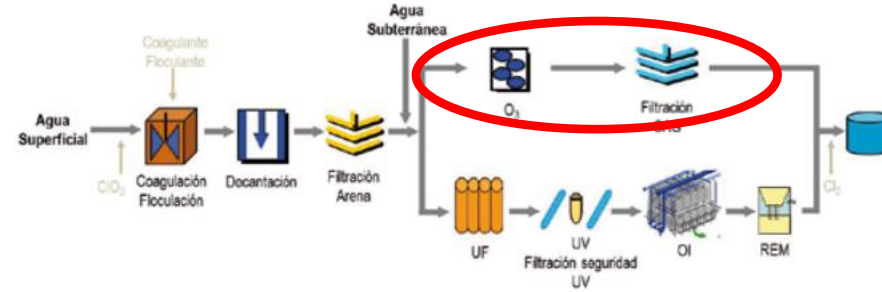 Agua
Subterránea
Coagulante
Floculante
Agua
Superficial
ClO₂
Coagulación
Floculación
Decantación
Filtración
Arena
O₃
Filtración
UF
UV
Filtración seguridad
UV
OI
REM
Cl₂